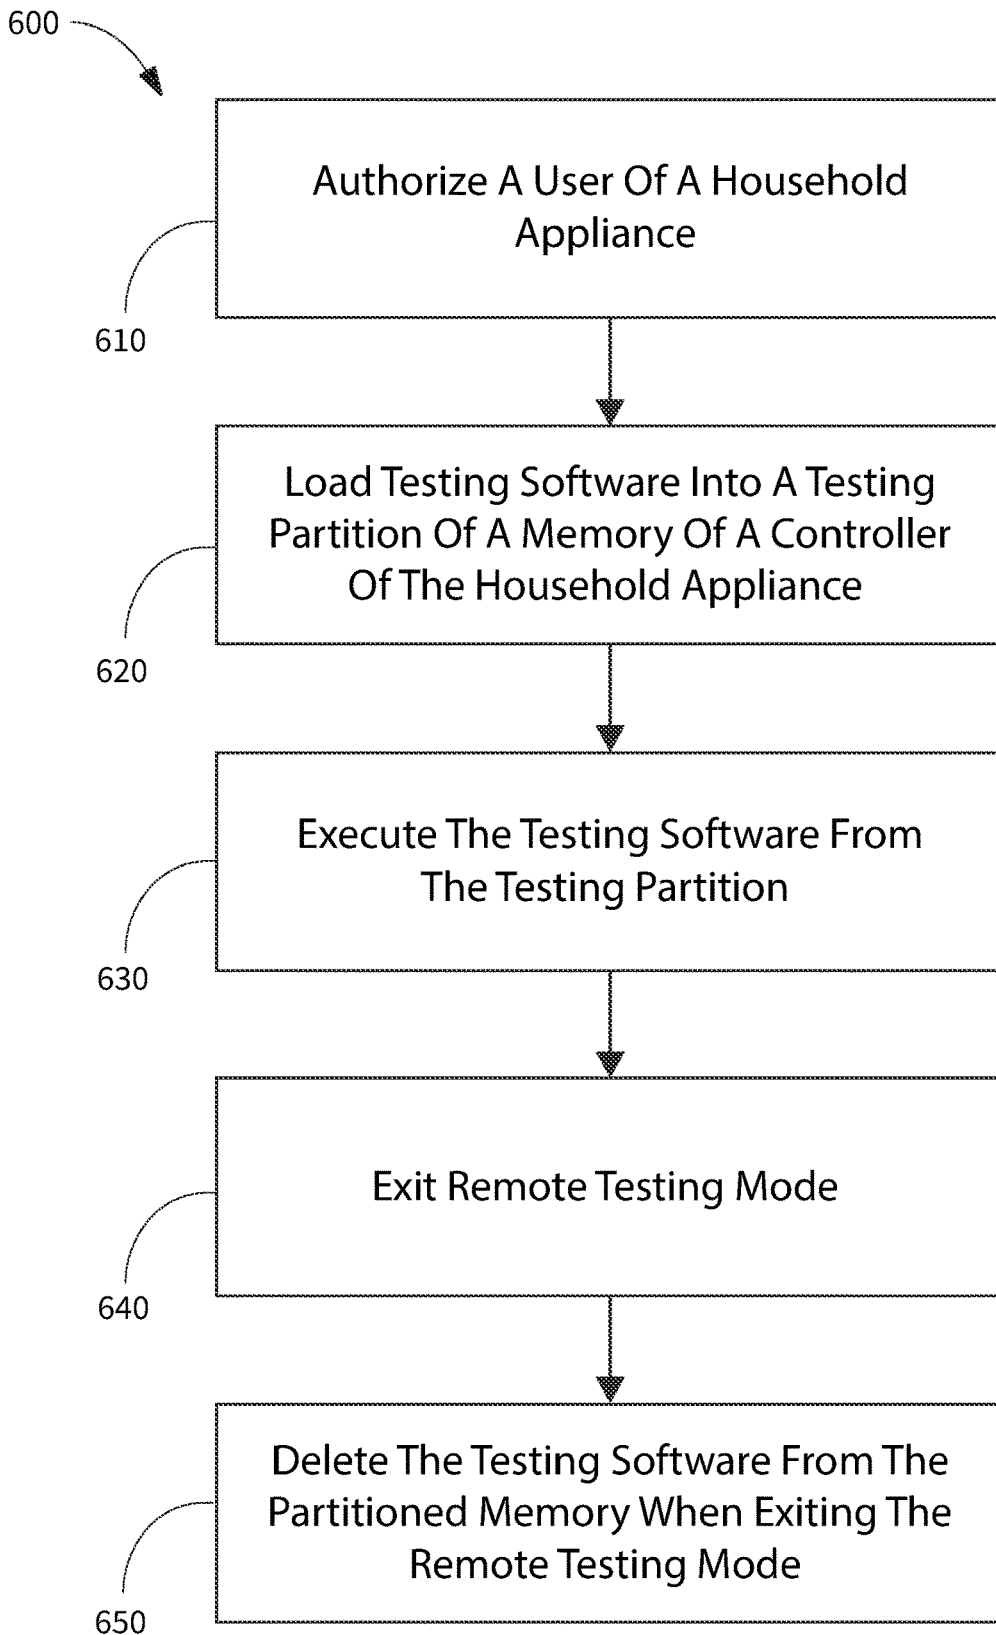 600
Authorize A User Of A Household
Appliance
610
Load Testing Software Into A Testing
Partition Of A Memory Of A Controller
Of The Household Appliance
620
Execute The Testing Software From
The Testing Partition
630
Exit Remote Testing Mode
640
Delete The Testing Software From The
Partitioned Memory When Exiting The
Remote Testing Mode
650